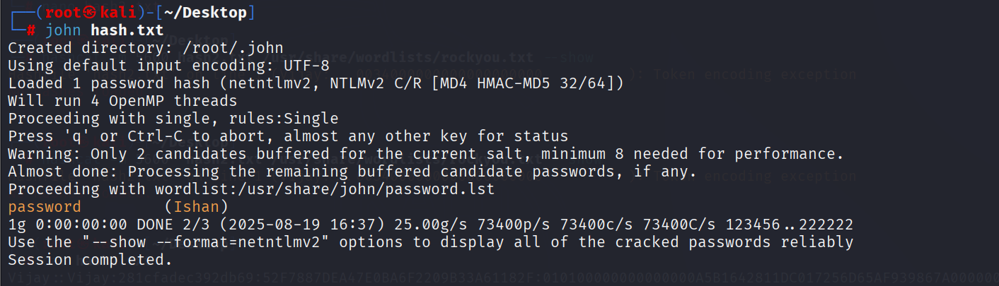 ┌──(root㉿kali)-[~/Desktop]
└─# john hash.txt
Created directory: /root/.john
Using default input encoding: UTF-8
Loaded 1 password hash (netntlmv2, NTLMv2 C/R [MD4 HMAC-MD5 32/64])
Will run 4 OpenMP threads
Proceeding with single, rules:Single
Press 'q' or Ctrl-C to abort, almost any other key for status
Warning: Only 2 candidates buffered for the current salt, minimum 8 needed for performance.
Almost done: Processing the remaining buffered candidate passwords, if any.
Proceeding with wordlist:/usr/share/john/password.lst
password         (Ishan)
1g 0:00:00:00 DONE 2/3 (2025-08-19 16:37) 25.00g/s 73400p/s 73400c/s 73400C/s 123456..222222
Use the "--show --format=netntlmv2" options to display all of the cracked passwords reliably
Session completed.